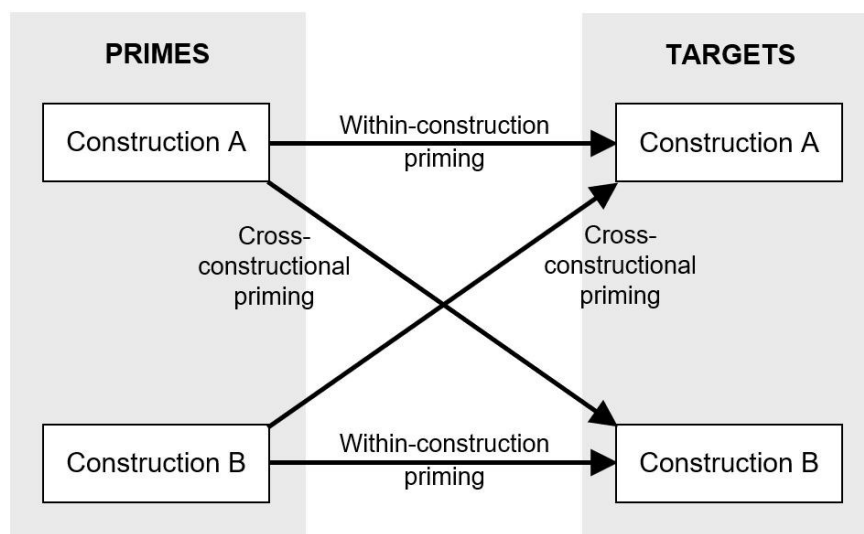 PRIMES
TARGETS
Construction A
Within-construction
priming
Construction A
Cross-
constructional
priming
Cross-
constructional
priming
Construction B
Within-construction
priming
Construction B